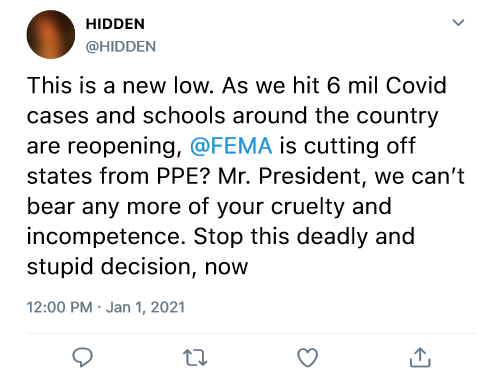 HIDDEN
@HIDDEN
This is a new low. As we hit 6 mil Covid
cases and schools around the country
are reopening, @FEMA is cutting off
states from PPE? Mr. President, we can’t
bear any more of your cruelty and
incompetence. Stop this deadly and
stupid decision, now
12:00 PM · Jan 1, 2021